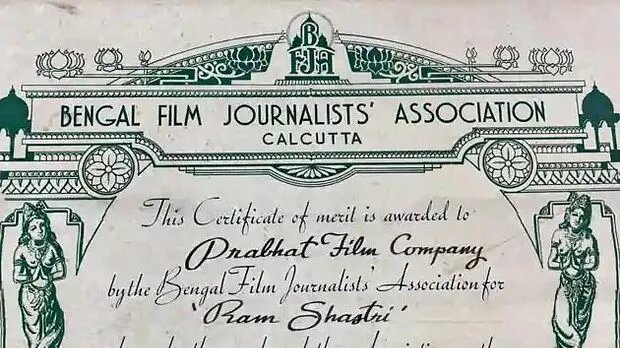 BFJA
BENGAL FILM JOURNALISTS' ASSOCIATION
CALCUTTA
This Certificate of merit is awarded to
Prabhat Film Company
by the Bengal Film Journalists' Association for
'Ram Shastri'